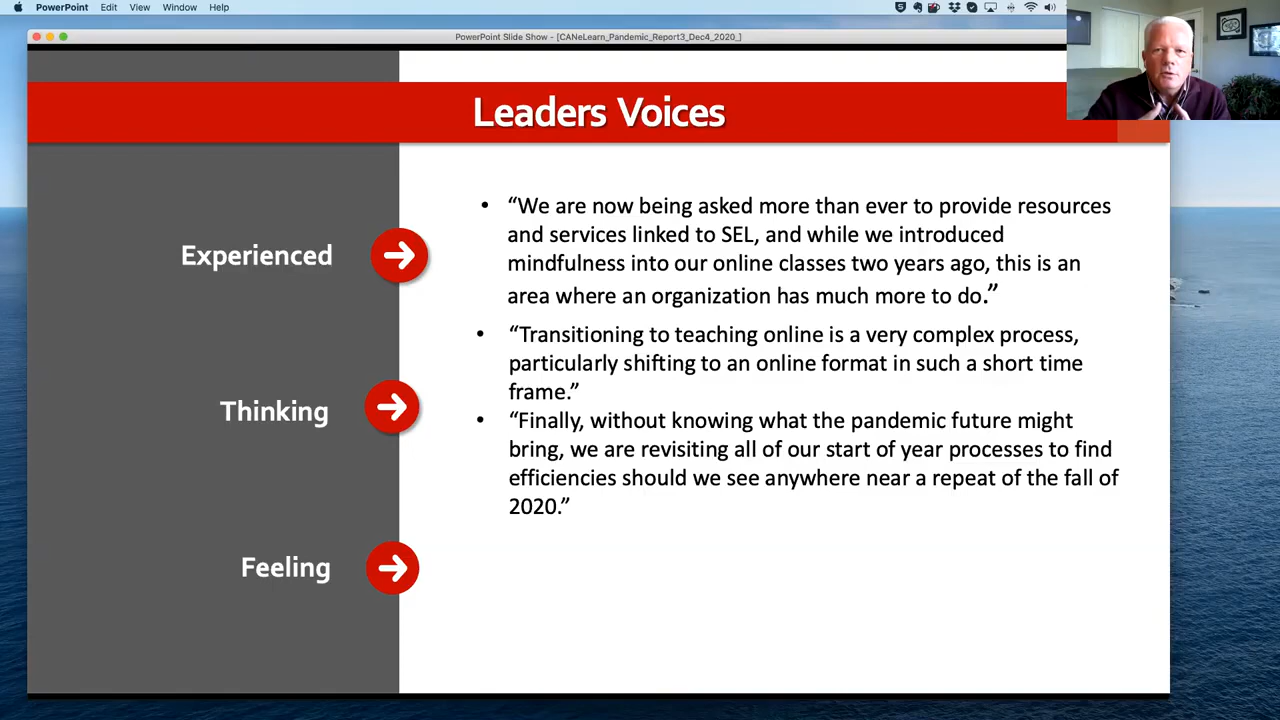 PowerPoint Edit View Window Help
PowerPoint Slide Show - [CANeLearn_Pandemic_Report3_Dec4_2020_]
Leaders Voices
Experienced
• “We are now being asked more than ever to provide resources
and services linked to SEL, and while we introduced
mindfulness into our online classes two years ago, this is an
area where an organization has much more to do.”
Thinking
• “Transitioning to teaching online is a very complex process,
particularly shifting to an online format in such a short time
frame.”
• “Finally, without knowing what the pandemic future might
bring, we are revisiting all of our start of year processes to find
efficiencies should we see anywhere near a repeat of the fall of
2020.”
Feeling